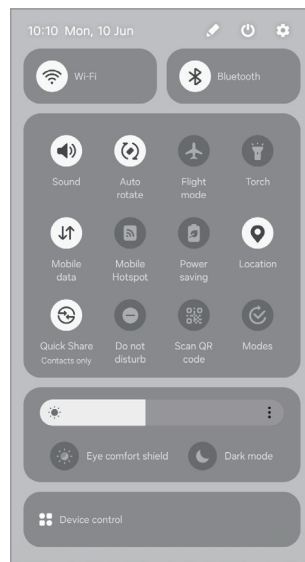 10:10 Mon, 10 Jun
Wi-Fi
Bluetooth
Sound
Auto
rotate
Flight
mode
Torch
Mobile
data
Mobile
Hotspot
Power
saving
Location
Quick Share
Contacts only
Do not
disturb
Scan QR
code
Modes
Eye comfort shield
Dark mode
Device control